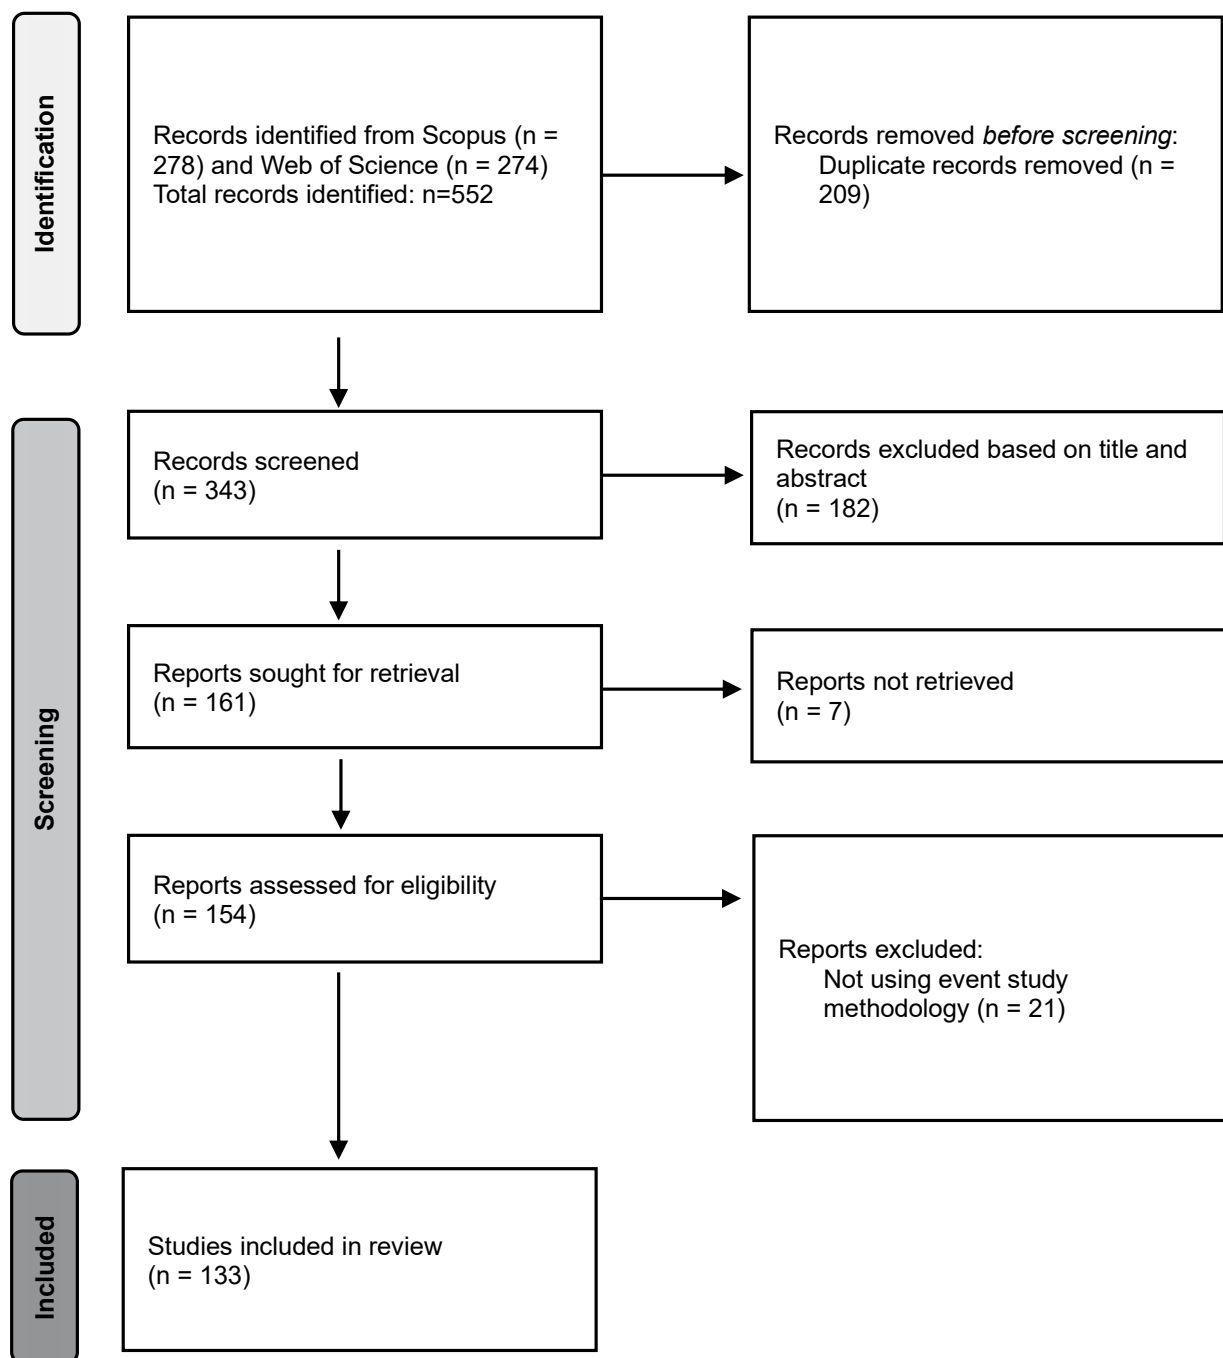 Identification
Records identified from Scopus (n =
278) and Web of Science (n = 274)
Total records identified: n=552
Records removed before screening:
Duplicate records removed (n =
209)
Screening
Records screened
(n = 343)
Records excluded based on title and
abstract
(n = 182)
Reports sought for retrieval
(n = 161)
Reports not retrieved
(n = 7)
Reports assessed for eligibility
(n = 154)
Reports excluded:
Not using event study
methodology (n = 21)
Included
Studies included in review
(n = 133)